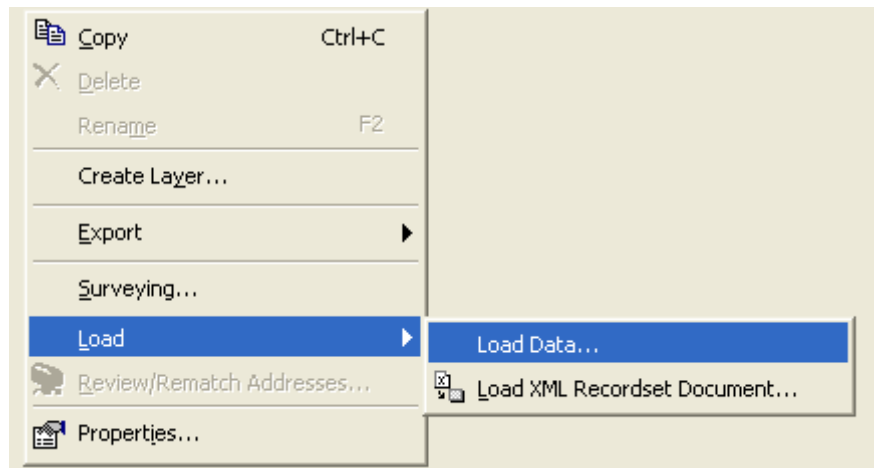 Copy Ctrl+C
Delete
Rename F2
Create Layer...
Export
Surveying...
Load
Load Data...
Review/Rematch Addresses...
Load XML Recordset Document...
Properties...